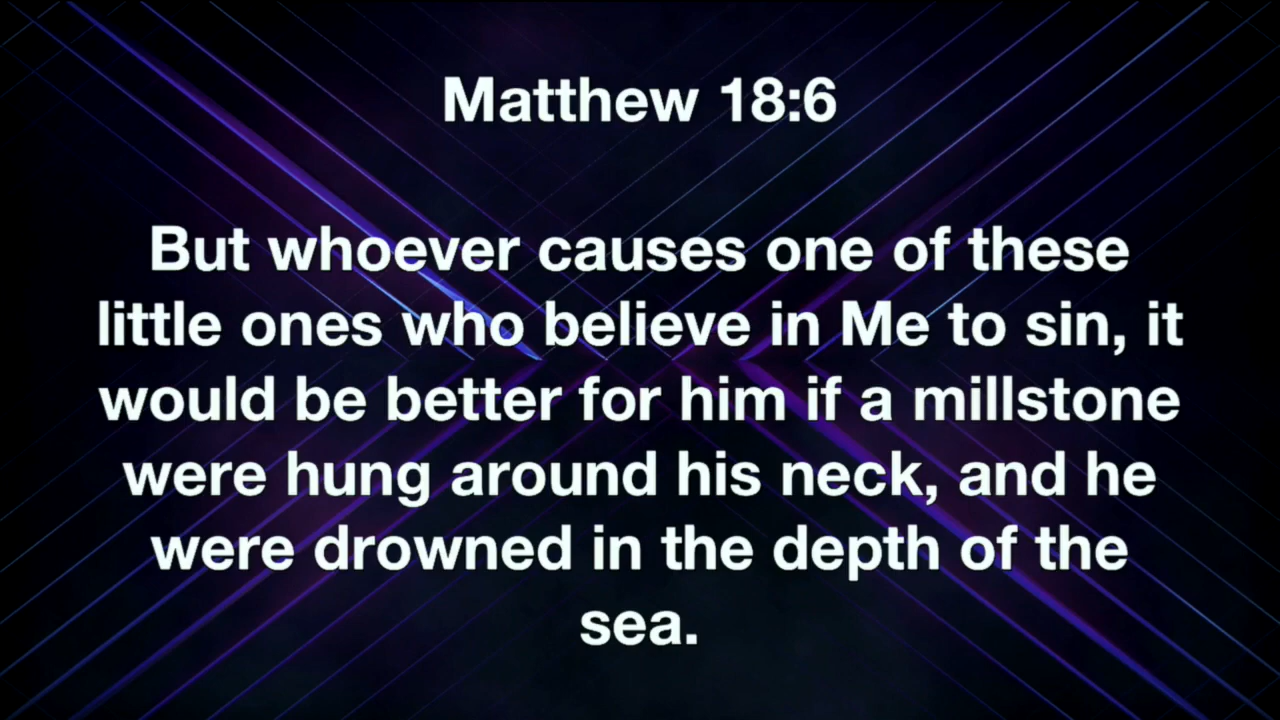 Matthew 18:6
But whoever causes one of these
little ones who believe in Me to sin, it
would be better for him if a millstone
were hung around his neck, and he
were drowned in the depth of the
sea.